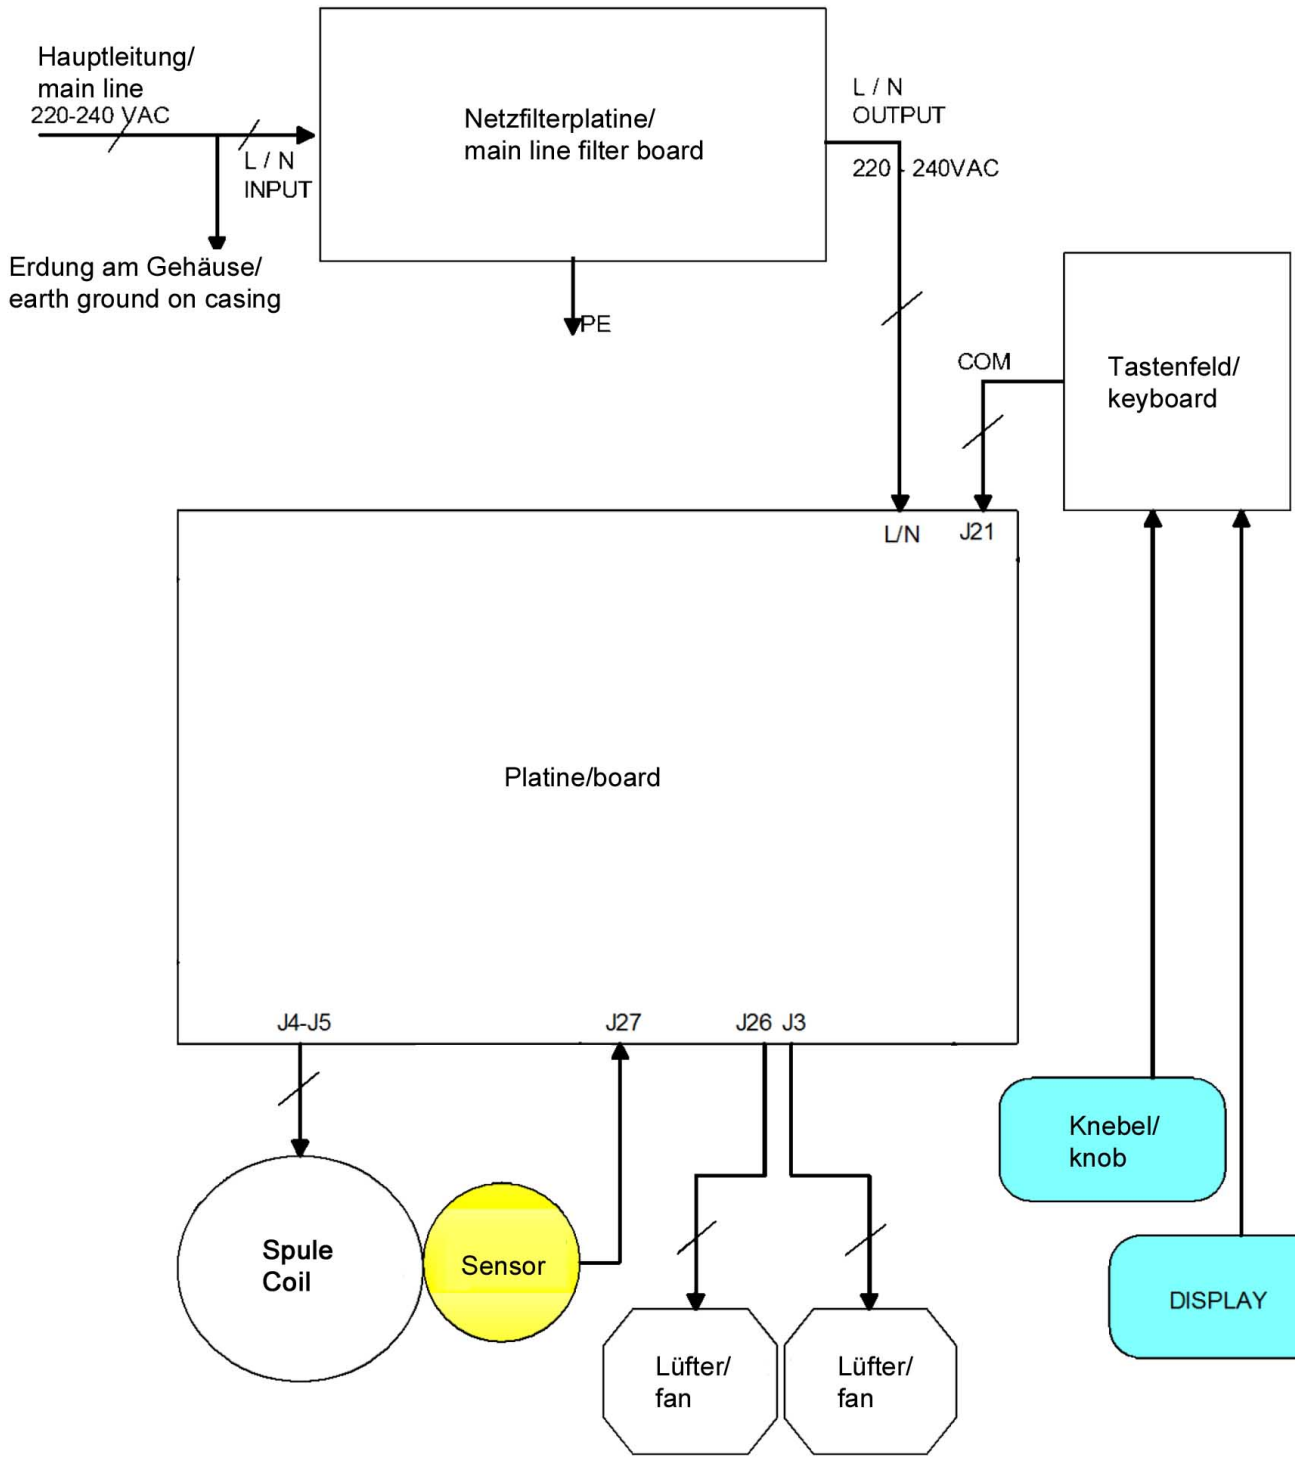 Hauptleitung/
main line
220-240 VAC
L / N
INPUT
Erdung am Gehäuse/
earth ground on casing
Netzfilterplatine/
main line filter board
PE
L / N
OUTPUT
220 - 240VAC
COM
Tastenfeld/
keyboard
L/N
J21
Platine/board
J4-J5
J27
J26
J3
Spule
Coil
Sensor
Lüfter/
fan
Lüfter/
fan
Knebel/
knob
DISPLAY